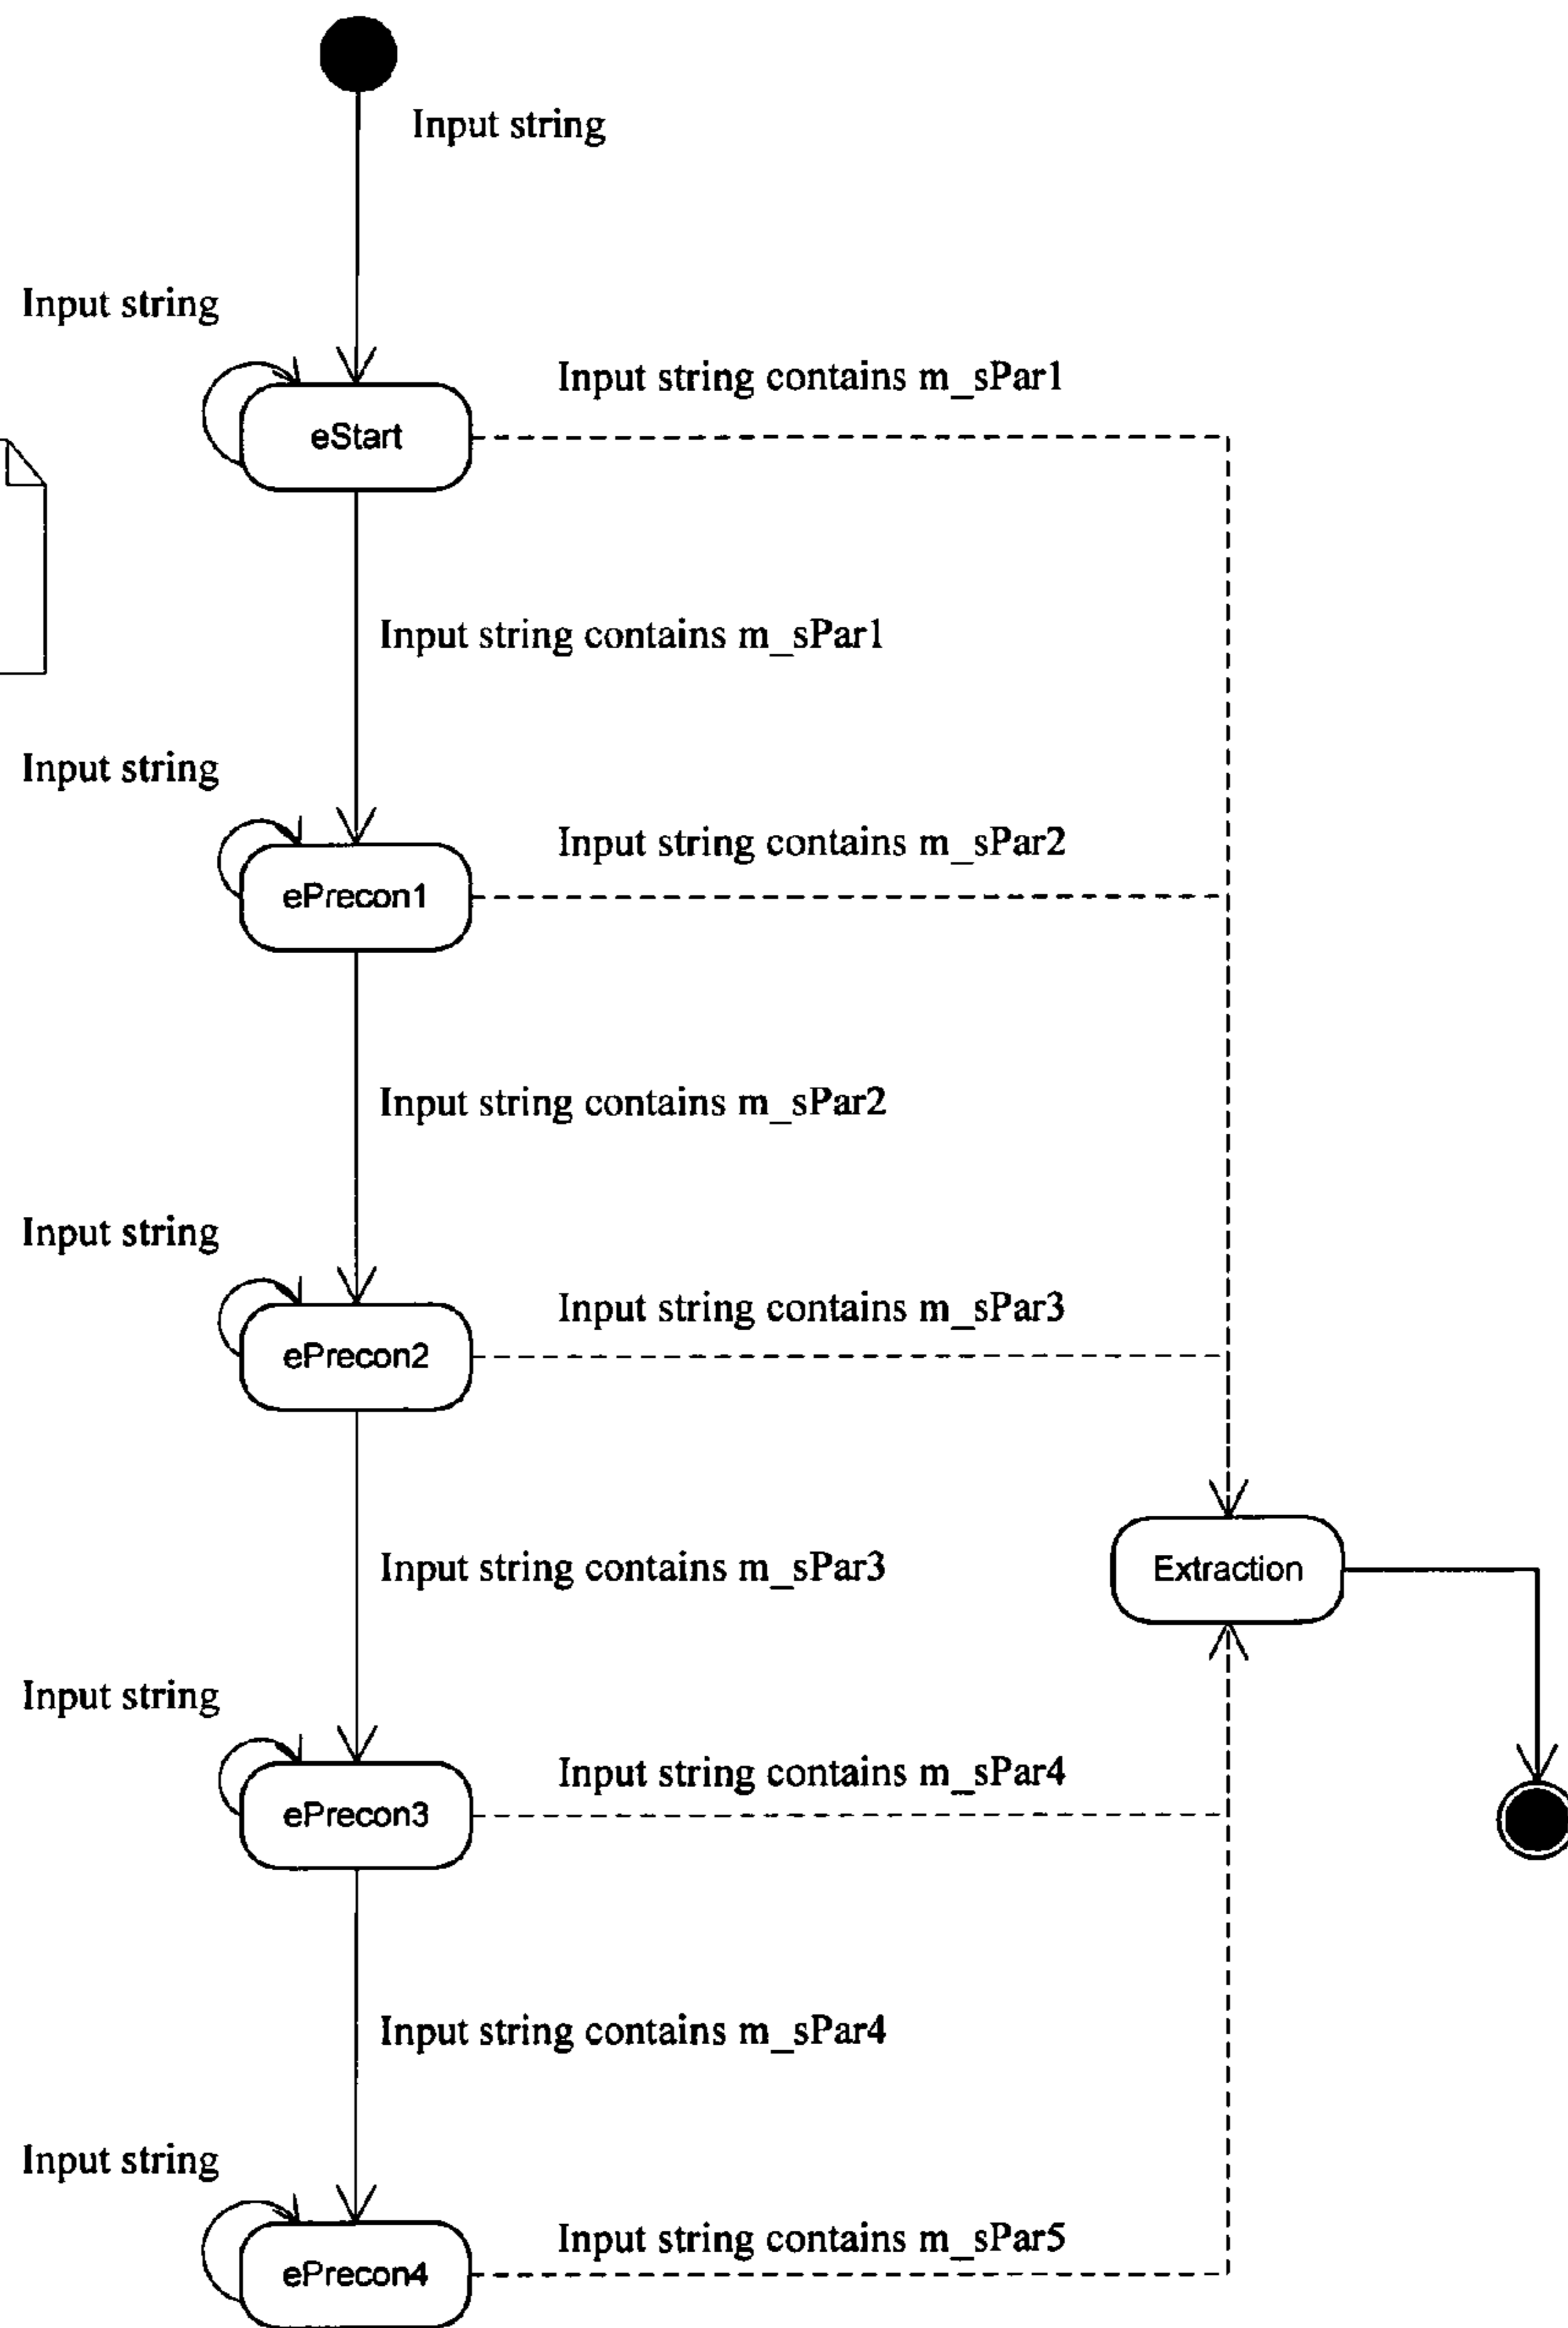 Input string
Input string
Input string contains m_sPar1
eStart
Input string contains m_sPar1
Input string
Input string contains m_sPar2
ePrecon1
Input string contains m_sPar2
Input string
Input string contains m_sPar3
ePrecon2
Input string contains m_sPar3
Extraction
Input string
Input string contains m_sPar4
ePrecon3
Input string contains m_sPar4
Input string
Input string contains m_sPar5
ePrecon4